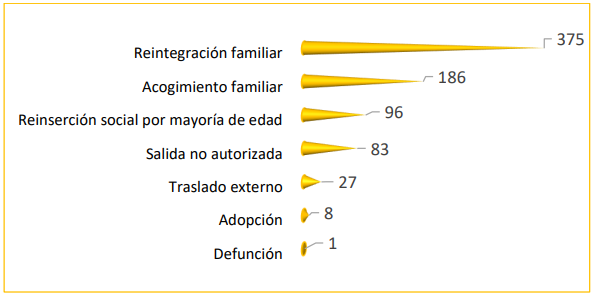 Reintegración familiar 375
Acogimiento familiar 186
Reinserción social por mayoría de edad 96
Salida no autorizada 83
Traslado externo 27
Adopción 8
Defunción 1